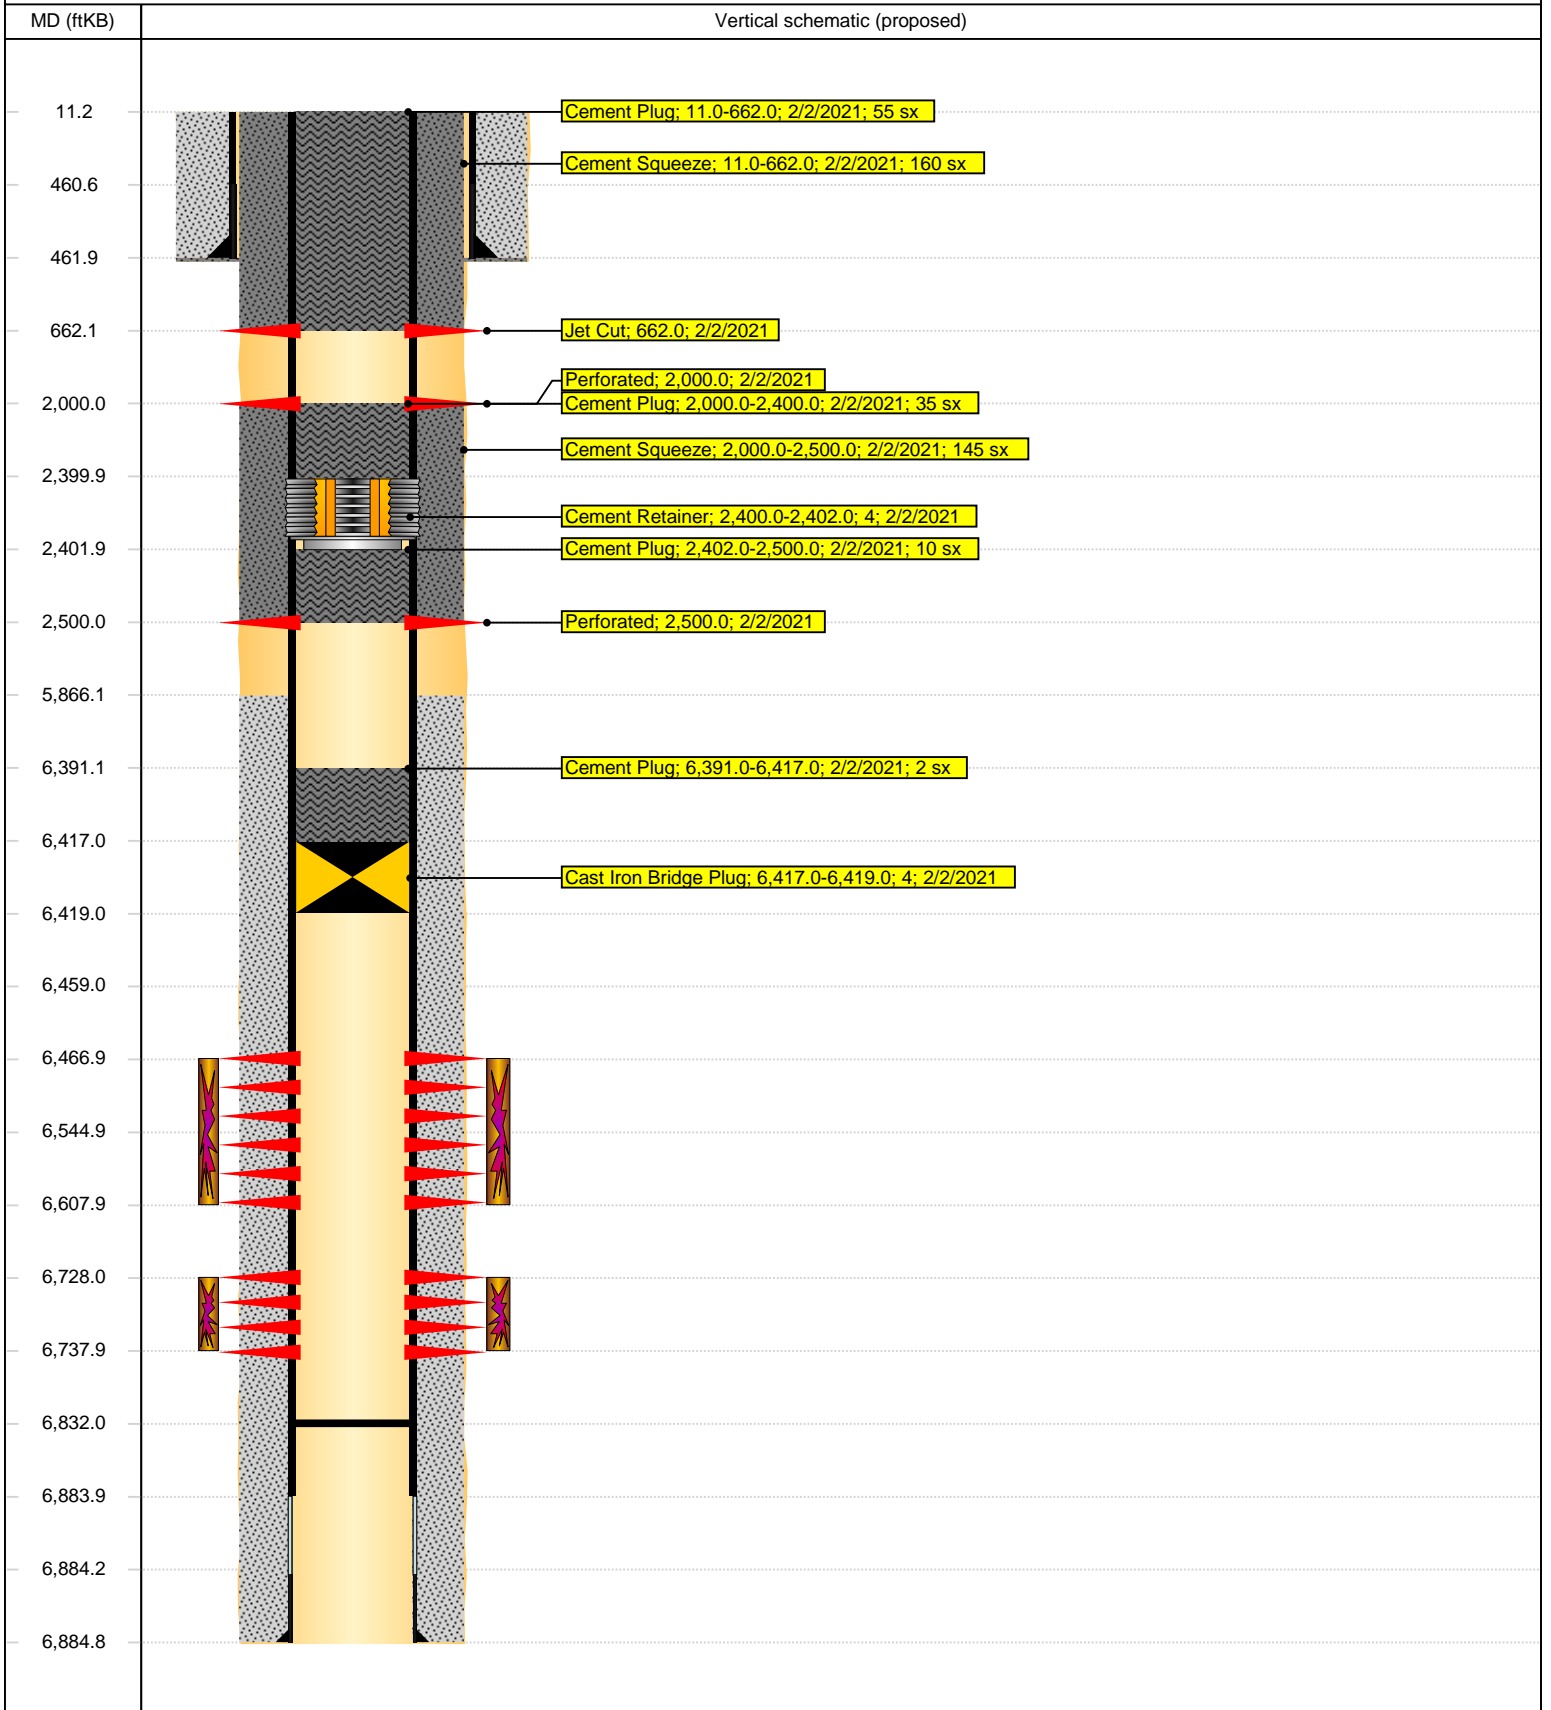 MD (ftKB)
Vertical schematic (proposed)
11.2
Cement Plug; 11.0-662.0; 2/2/2021; 55 sx
Cement Squeeze; 11.0-662.0; 2/2/2021; 160 sx
460.6
461.9
662.1
Jet Cut; 662.0; 2/2/2021
Perforated; 2,000.0; 2/2/2021
2,000.0
Cement Plug; 2,000.0-2,400.0; 2/2/2021; 35 sx
Cement Squeeze; 2,000.0-2,500.0; 2/2/2021; 145 sx
2,399.9
Cement Retainer; 2,400.0-2,402.0; 4; 2/2/2021
2,401.9
Cement Plug; 2,402.0-2,500.0; 2/2/2021; 10 sx
2,500.0
Perforated; 2,500.0; 2/2/2021
5,866.1
6,391.1
Cement Plug; 6,391.0-6,417.0; 2/2/2021; 2 sx
6,417.0
Cast Iron Bridge Plug; 6,417.0-6,419.0; 4; 2/2/2021
6,419.0
6,459.0
6,466.9
6,544.9
6,607.9
6,728.0
6,737.9
6,832.0
6,883.9
6,884.2
6,884.8